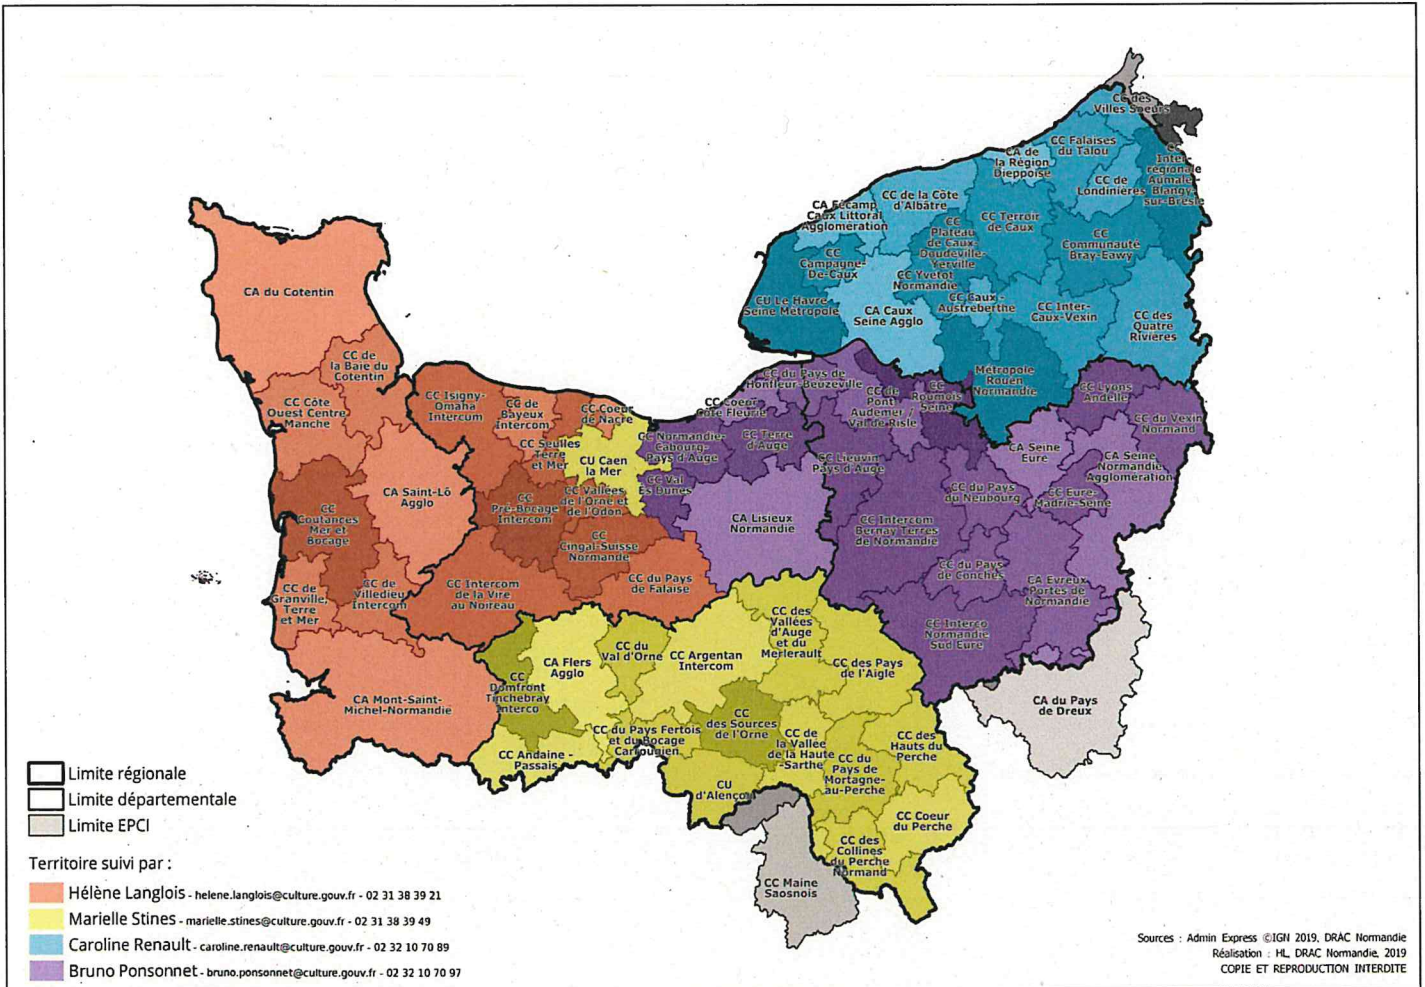 CC des
Villes Soeurs
CC Falaises
du Talou
CA de
la Région
Dieppoise
CC
Inter-
régionale
Aumale-
Blangy-
sur-Bresle
CC de
Londinières
CC de la Côte
d'Albâtre
CA Fécamp
Caux Littoral
Agglomération
CC Terroir
de Caux
CC
Plateau
de Caux-
Doudeville-
Yerville
CC
Communauté
Bray-Eawy
CC
Campagne-
De-Caux
CC Yvetot
Normandie
CU Le Havre
Seine Métropole
CA Caux
Seine Agglo
CC Caux -
Austreberthe
CC Inter-
Caux-Vexin
CC des
Quatre
Rivières
Métropole
Rouen
Normandie
CA du Cotentin
CC de
la Baie du
Cotentin
CC Côte
Ouest Centre
Manche
CC Isigny-
Omaha
Intercom
CC de
Bayeux
Intercom
CC Coeur
de Nacre
CC Seulles
Terre
et Mer
CU Caen
la Mer
CC Coeur
Côte Fleurie
CC du Pays de
Honfleur-Beuzeville
CC de
Pont
Audemer /
Val de Risle
CC
Roumois
Seine
CC Lyons
Andelle
CC du Vexin
Normand
CC Normandie-
Cabourg-
Pays d'Auge
CC Terre
d'Auge
CC Lieuvin
Pays d'Auge
CA Seine
Eure
CA Seine
Normandie
Agglomération
CC Val
Es Dunes
CC du Pays
du Neubourg
CC Eure-
Madrie-Seine
CA Saint-Lô
Agglo
CC
Pré-Bocage
Intercom
CC Vallées
de l'Orne et
de l'Odon
CC
Coutances
Mer et
Bocage
CC
Cingal-Suisse
Normande
CA Lisieux
Normandie
CC Intercom
Bernay Terres
de Normandie
CC du Pays
de Conches
CA Evreux
Portes de
Normandie
CC de
Granville,
Terre
et Mer
CC de
Villedieu
Intercom
CC Intercom
de la Vire
au Noireau
CC du Pays
de Falaise
CC Interco
Normandie
Sud Eure
CC des
Vallées
d'Auge
et du
Merlerault
CC du
Val d'Orne
CC Argentan
Intercom
CA Flers
Agglo
CC des Pays
de l'Aigle
CC
Domfront
Tinchebray
Interco
CA Mont-Saint-
Michel-Normandie
CA du Pays
de Dreux
CC
des Sources
de l'Orne
CC du Pays Fertois
et du Bocage
Carrougien
CC de
la Vallée
de la Haute
-Sarthe
CC des
Hauts du
Perche
CC Andaine -
Passais
CC du
Pays de
Mortagne-
au-Perche
CU
d'Alençon
CC Coeur
du Perche
CC des
Collines
du Perche
Normand
CC Maine
Saosnois
Limite régionale
Limite départementale
Limite EPCI
Territoire suivi par :
Hélène Langlois - helene.langlois@culture.gouv.fr - 02 31 38 39 21
Marielle Stines - marielle.stines@culture.gouv.fr - 02 31 38 39 49
Caroline Renault - caroline.renault@culture.gouv.fr - 02 32 10 70 89
Bruno Ponsonnet - bruno.ponsonnet@culture.gouv.fr - 02 32 10 70 97
Sources : Admin Express ©IGN 2019, DRAC Normandie
Réalisation : HL, DRAC Normandie, 2019
COPIE ET REPRODUCTION INTERDITE